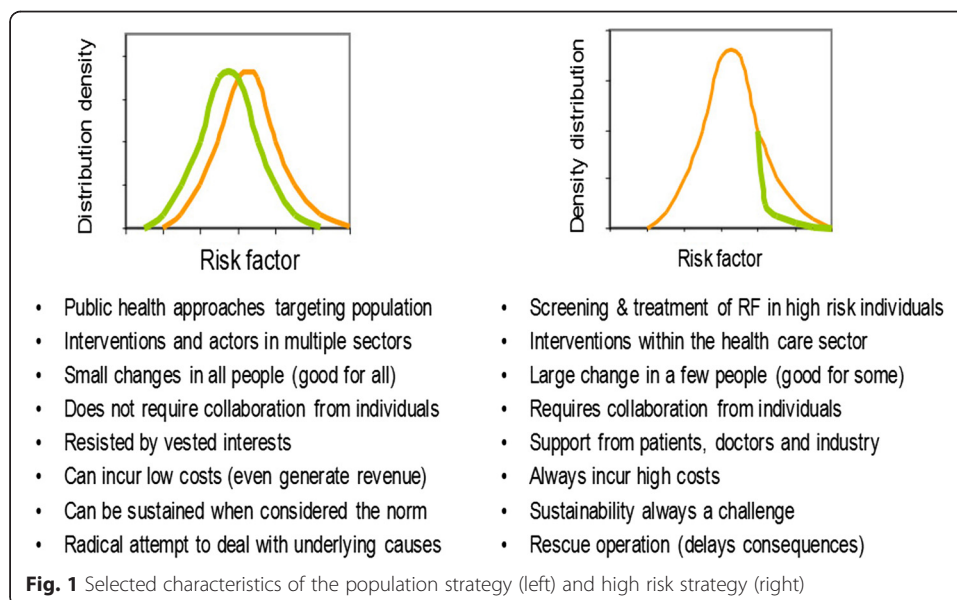 Distribution density
Risk factor
• Public health approaches targeting population
• Interventions and actors in multiple sectors
• Small changes in all people (good for all)
• Does not require collaboration from individuals
• Resisted by vested interests
• Can incur low costs (even generate revenue)
• Can be sustained when considered the norm
• Radical attempt to deal with underlying causes
Density distribution
Risk factor
• Screening & treatment of RF in high risk individuals
• Interventions within the health care sector
• Large change in a few people (good for some)
• Requires collaboration from individuals
• Support from patients, doctors and industry
• Always incur high costs
• Sustainability always a challenge
• Rescue operation (delays consequences)
Fig. 1 Selected characteristics of the population strategy (left) and high risk strategy (right)